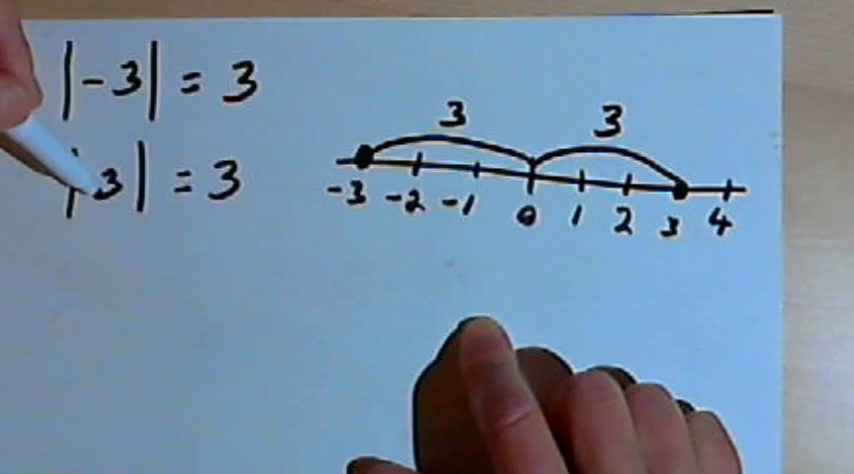 |-3| = 3
|3| = 3
3 3
-3 -2 -1 0 1 2 3 4